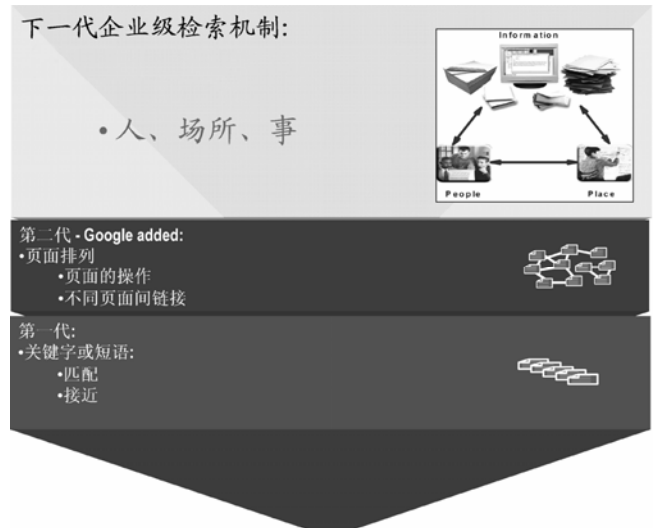 下一代企业级检索机制:
•人、场所、事
Information
People
Place
第二代 - Google added:
•页面排列
•页面的操作
•不同页面间链接
第一代:
•关键字或短语:
•匹配
•接近